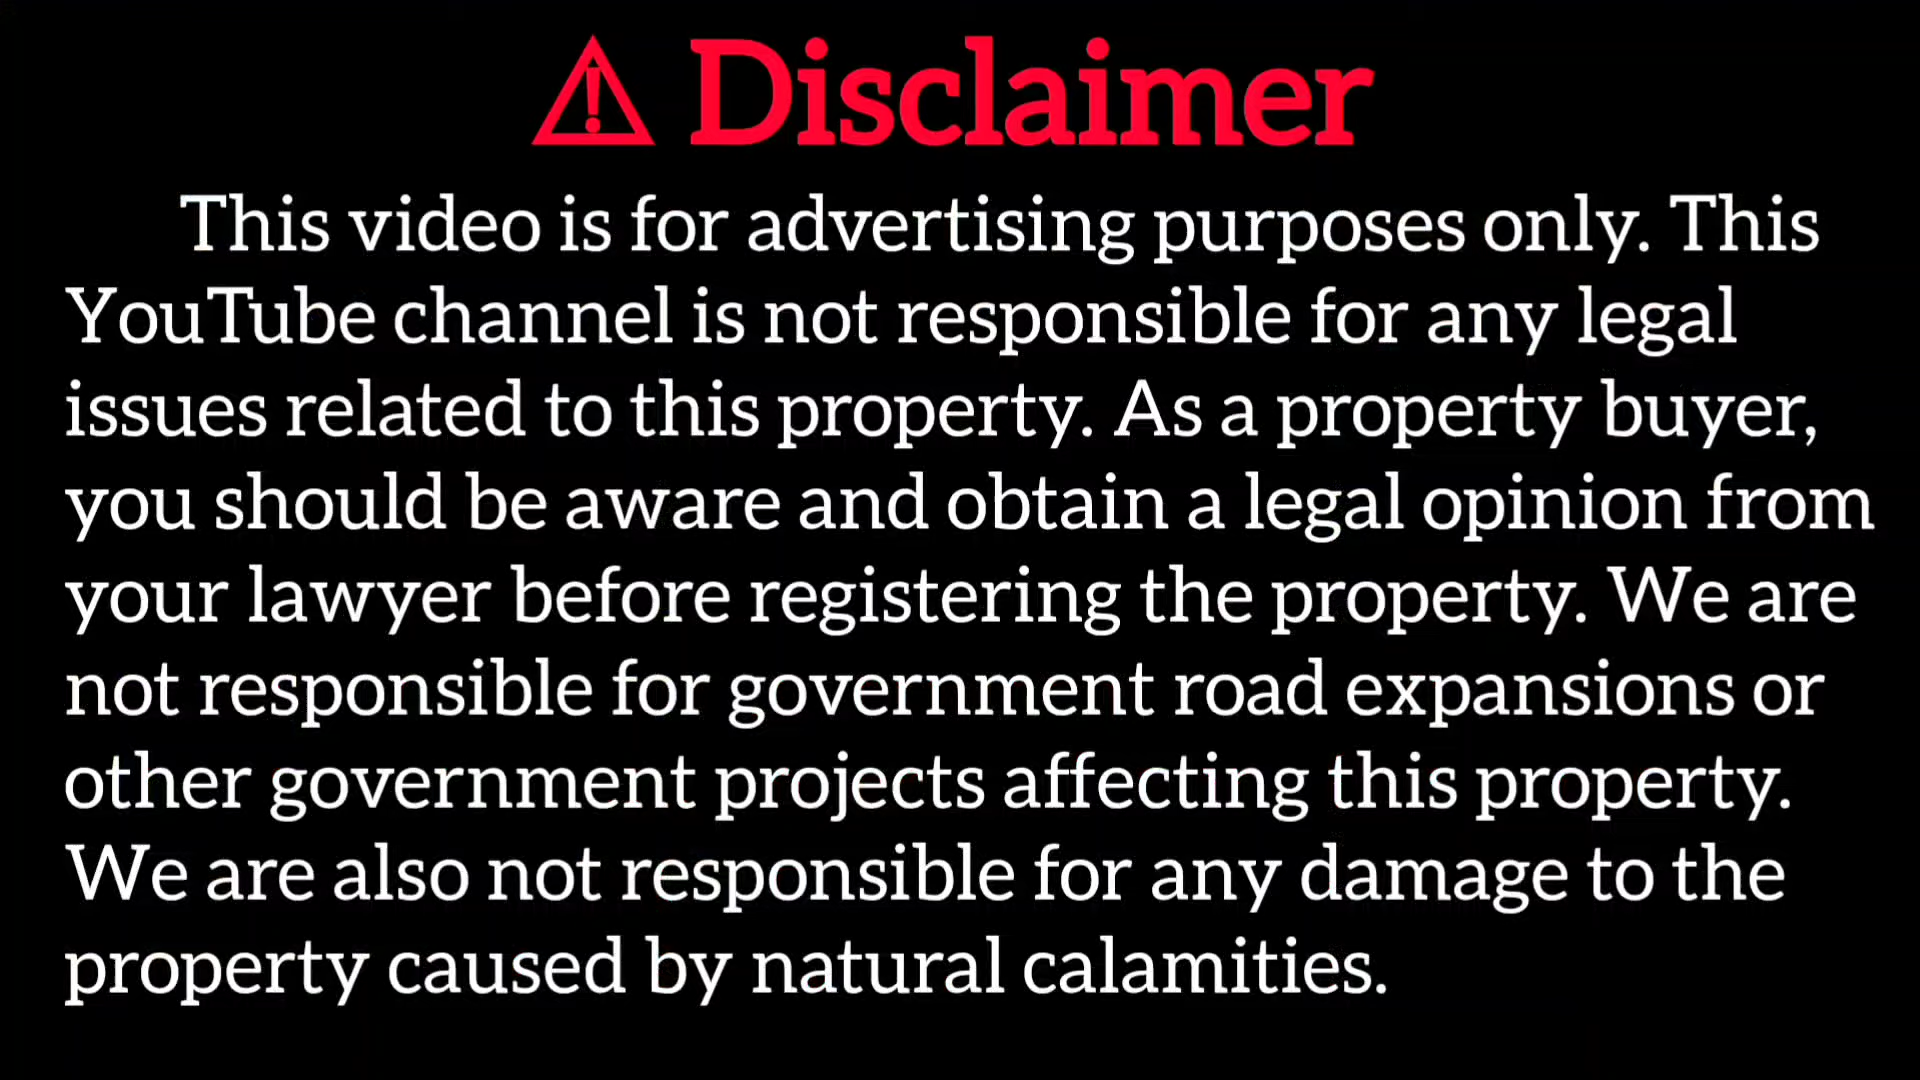 ⚠ Disclaimer
This video is for advertising purposes only. This
YouTube channel is not responsible for any legal
issues related to this property. As a property buyer,
you should be aware and obtain a legal opinion from
your lawyer before registering the property. We are
not responsible for government road expansions or
other government projects affecting this property.
We are also not responsible for any damage to the
property caused by natural calamities.